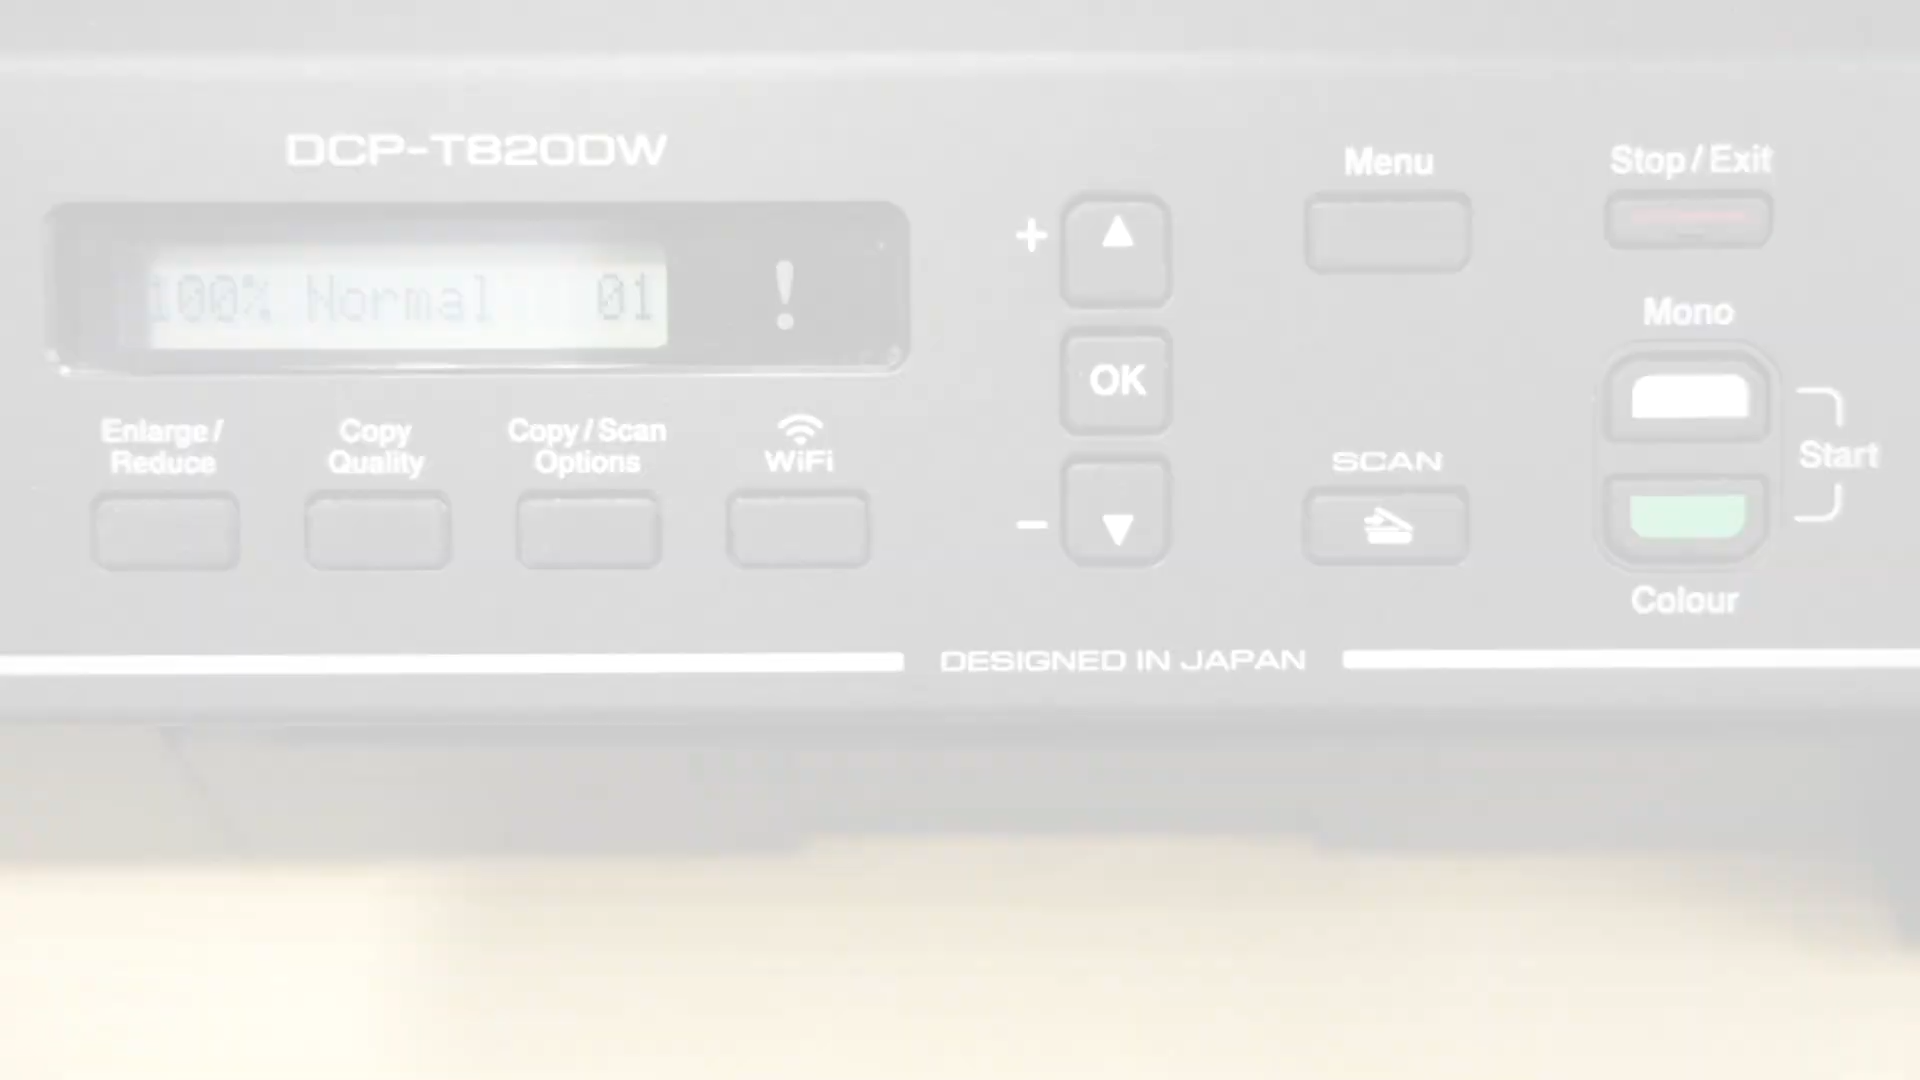 DCP-T820DW
100% Normal 01
!
Enlarge /
Reduce
Copy
Quality
Copy / Scan
Options
WiFi
+
OK
-
Menu
SCAN
Stop / Exit
Mono
Start
Colour
DESIGNED IN JAPAN